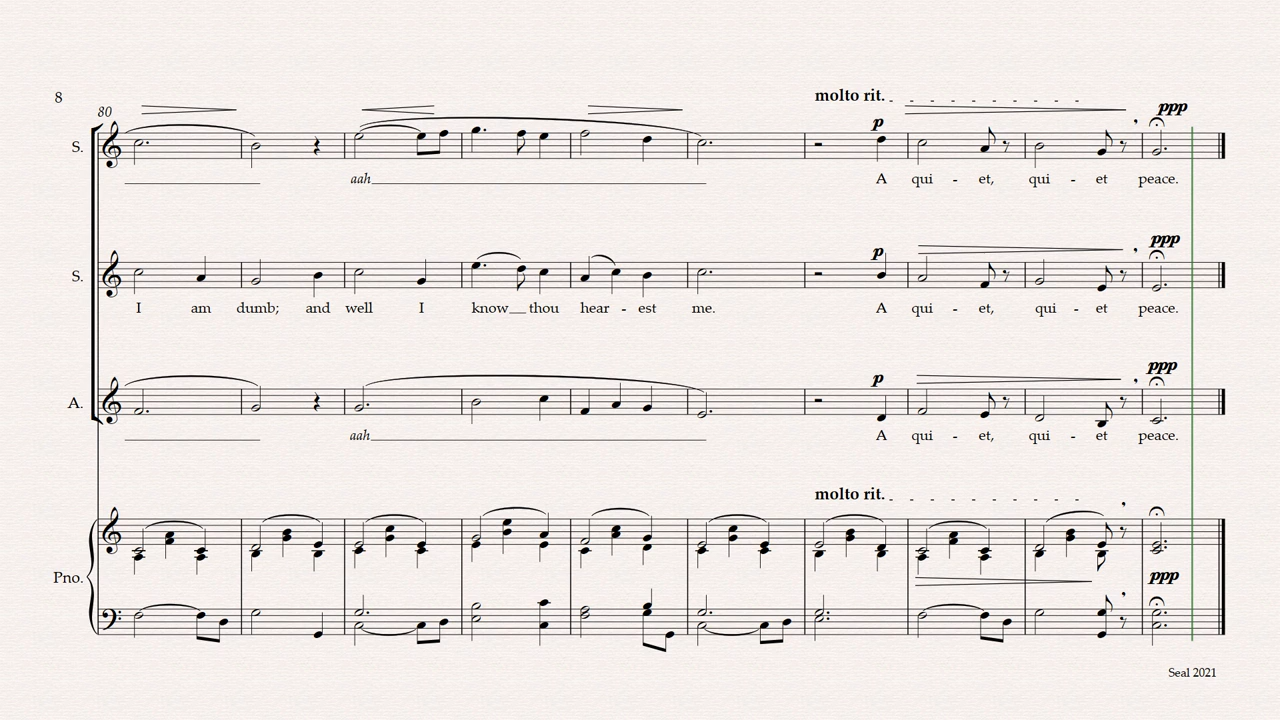 8
molto rit.
80
ppp
p
S.
aah
A qui - et, qui - et peace.
ppp
p
S.
I am dumb; and well I know thou hear - est me. A qui - et, qui - et peace.
ppp
p
A.
aah
A qui - et, qui - et peace.
molto rit.
Pno.
ppp
Seal 2021